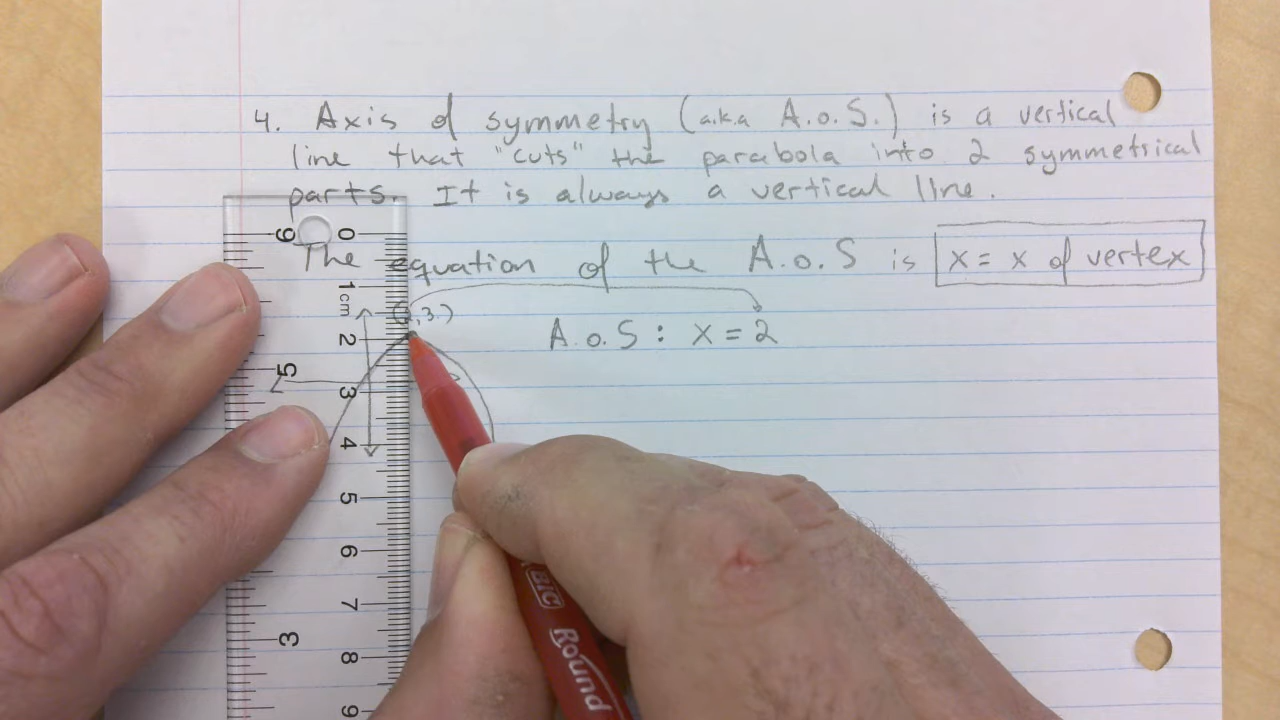 4. Axis of symmetry (a.k.a A.o.S.) is a vertical
line that "cuts" the parabola into 2 symmetrical
parts. It is always a vertical line.
The equation of the A.o.S is x = x of vertex
(2,3)
A.o.S : x = 2
0
1cm
2
3
4
5
6
7
8
9
6
5
3
BIC Round